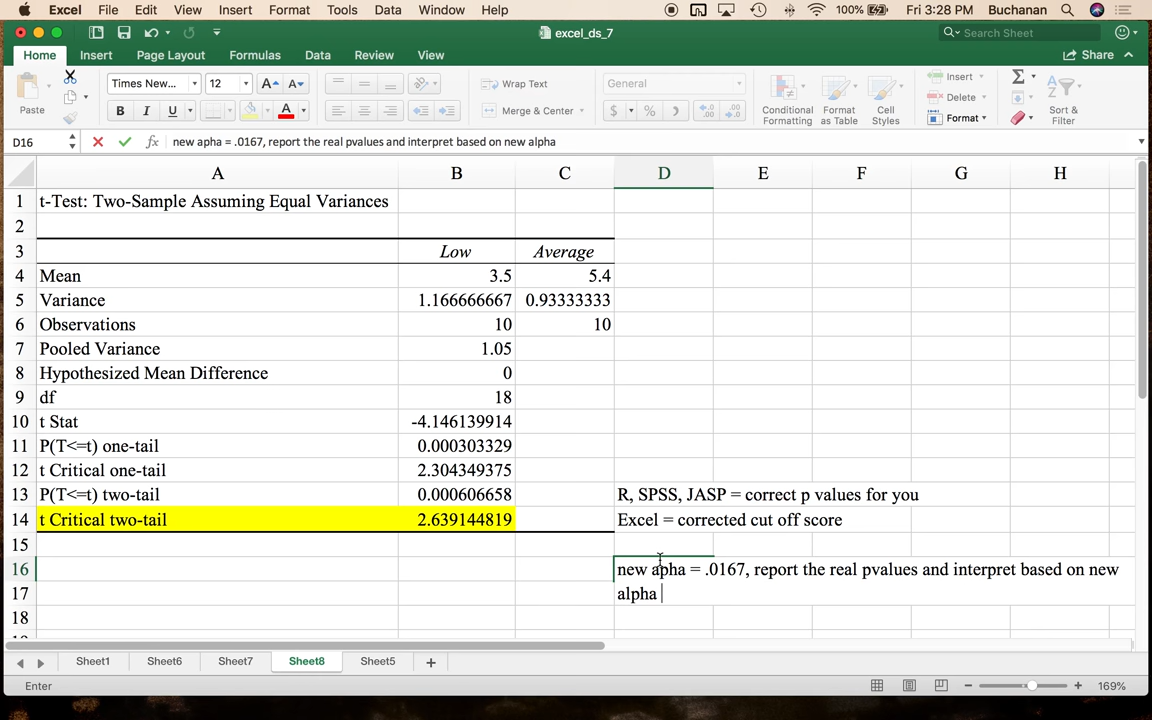 Excel File Edit View Insert Format Tools Data Window Help 100% Fri 3:28 PM Buchanan
excel_ds_7 Search Sheet
Home Insert Page Layout Formulas Data Review View Share
Paste Times New... 12 A A Wrap Text General Conditional Formatting Format as Table Cell Styles Insert Delete Format Sort & Filter
B I U A Merge & Center $ % )
D16 fx new apha = .0167, report the real pvalues and interpret based on new alpha
A B C D E F G H
1 t-Test: Two-Sample Assuming Equal Variances
2
3 Low Average
4 Mean 3.5 5.4
5 Variance 1.166666667 0.93333333
6 Observations 10 10
7 Pooled Variance 1.05
8 Hypothesized Mean Difference 0
9 df 18
10 t Stat -4.146139914
11 P(T<=t) one-tail 0.000303329
12 t Critical one-tail 2.304349375
13 P(T<=t) two-tail 0.000606658 R, SPSS, JASP = correct p values for you
14 t Critical two-tail 2.639144819 Excel = corrected cut off score
15
16 new apha = .0167, report the real pvalues and interpret based on new
17 alpha
18
Sheet1 Sheet6 Sheet7 Sheet8 Sheet5 +
Enter 169%